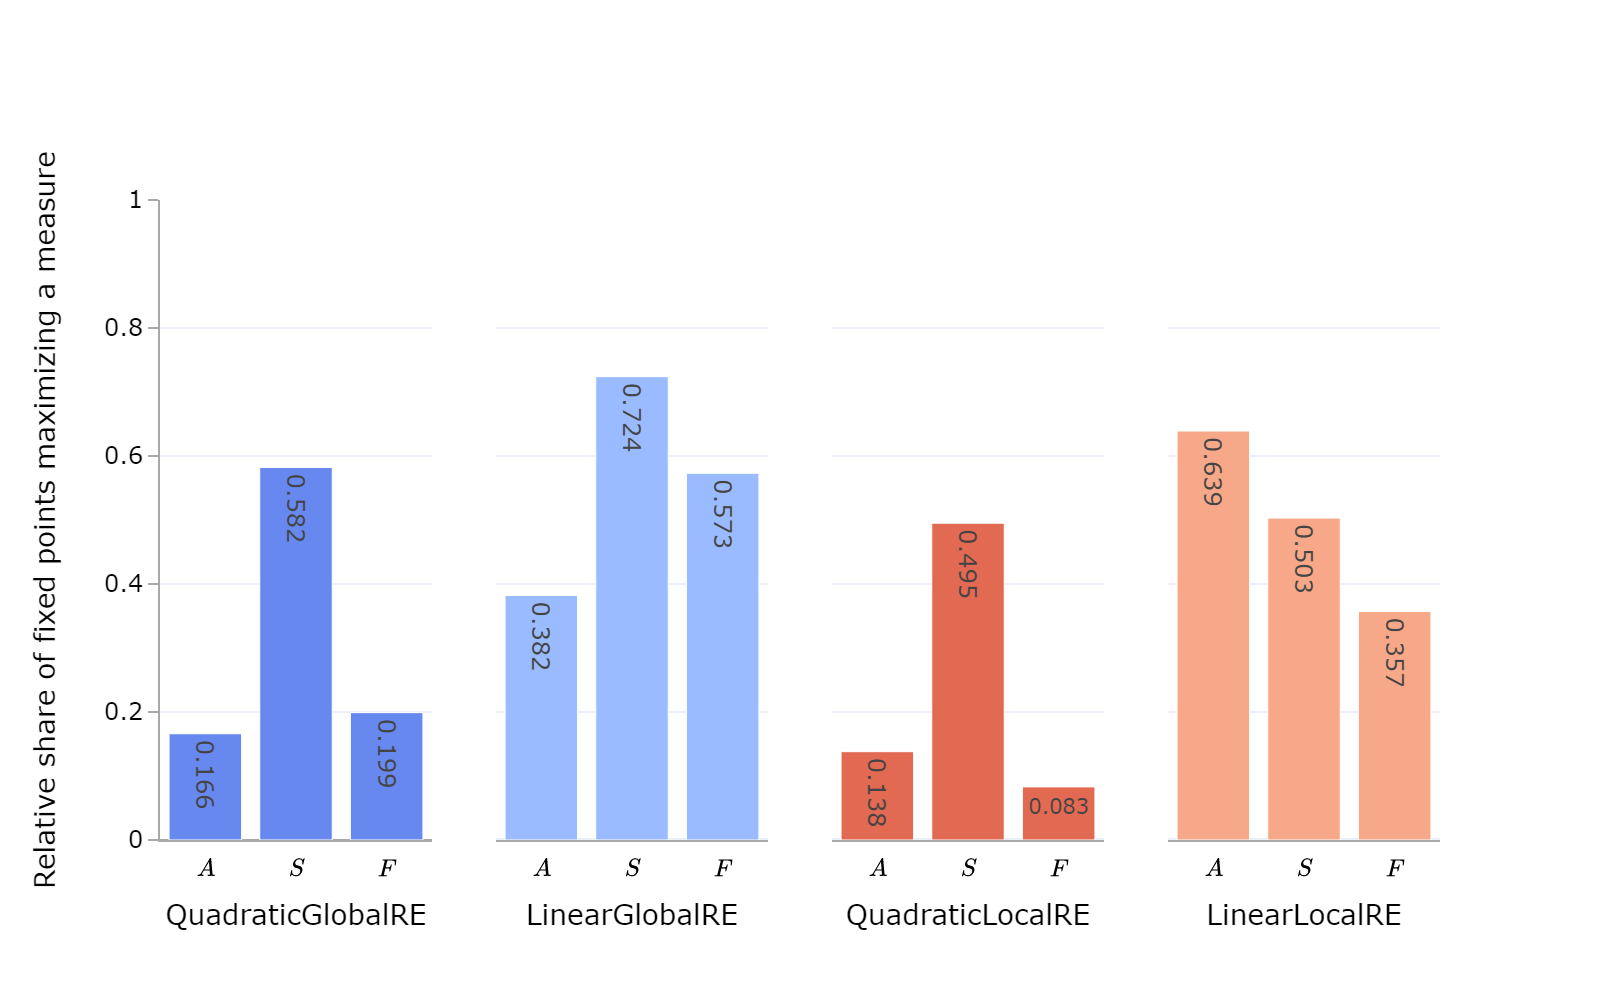 Relative share of fixed points maximizing a measure
1
0.8
0.6
0.4
0.2
0
0.166
0.582
0.199
A S F
QuadraticGlobalRE
0.382
0.724
0.573
A S F
LinearGlobalRE
0.138
0.495
0.083
A S F
QuadraticLocalRE
0.639
0.503
0.357
A S F
LinearLocalRE